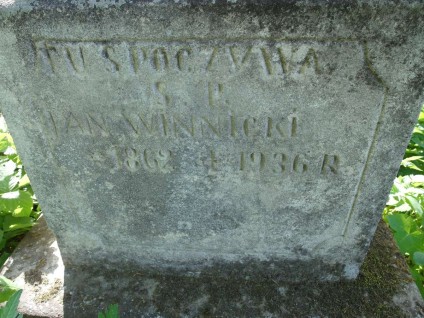 TU SPOCZYWA
Ś. P.
JAN WINNICKI
* 1862 + 1936 R